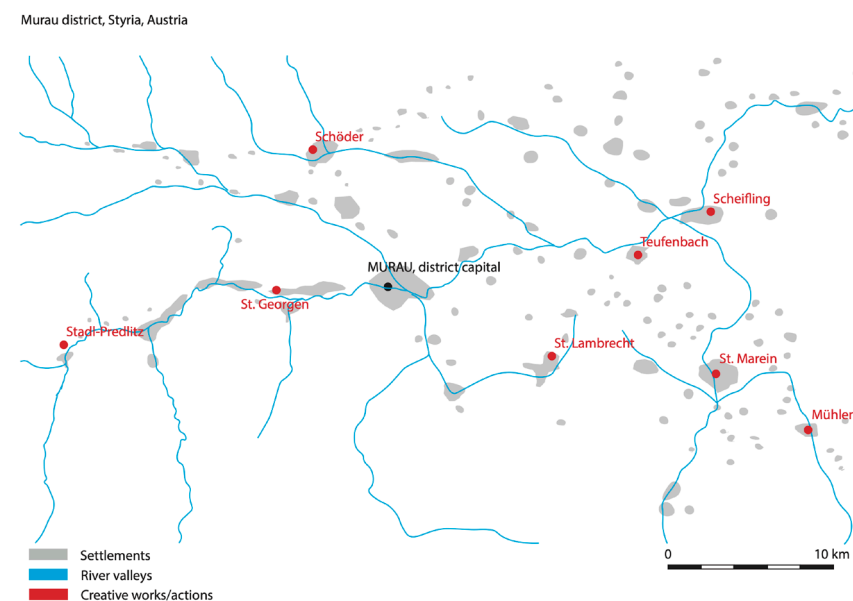 Murau district, Styria, Austria
Schöder
Scheifling
Teufenbach
MURAU, district capital
St. Georgen
Stadl-Predlitz
St. Lambrecht
St. Marein
Mühler
Settlements
River valleys
Creative works/actions
0 10 km